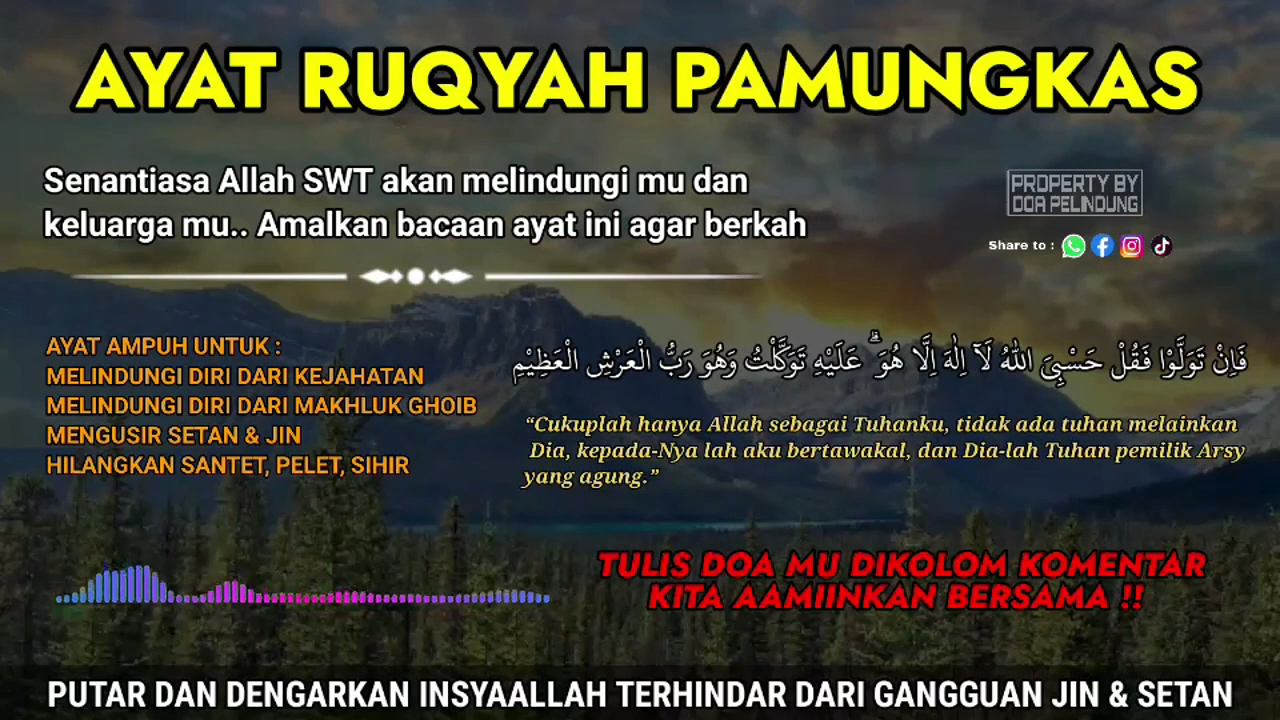 AYAT RUQYAH PAMUNGKAS
Senantiasa Allah SWT akan melindungi mu dan
keluarga mu.. Amalkan bacaan ayat ini agar berkah
PROPERTY BY
DOA PELINDUNG
Share to :
AYAT AMPUH UNTUK :
MELINDUNGI DIRI DARI KEJAHATAN
MELINDUNGI DIRI DARI MAKHLUK GHOIB
MENGUSIR SETAN & JIN
HILANGKAN SANTET, PELET, SIHIR
فَاِنْ تَوَلَّوْا فَقُلْ حَسْبِيَ اللّٰهُ لَآ اِلٰهَ اِلَّا هُوَ ۗ عَلَيْهِ تَوَكَّلْتُ وَهُوَ رَبُّ الْعَرْشِ الْعَظِيْمِ
“Cukuplah hanya Allah sebagai Tuhanku, tidak ada tuhan melainkan
Dia, kepada-Nya lah aku bertawakal, dan Dia-lah Tuhan pemilik Arsy
yang agung.”
TULIS DOA MU DIKOLOM KOMENTAR
KITA AAMIINKAN BERSAMA !!
PUTAR DAN DENGARKAN INSYAALLAH TERHINDAR DARI GANGGUAN JIN & SETAN